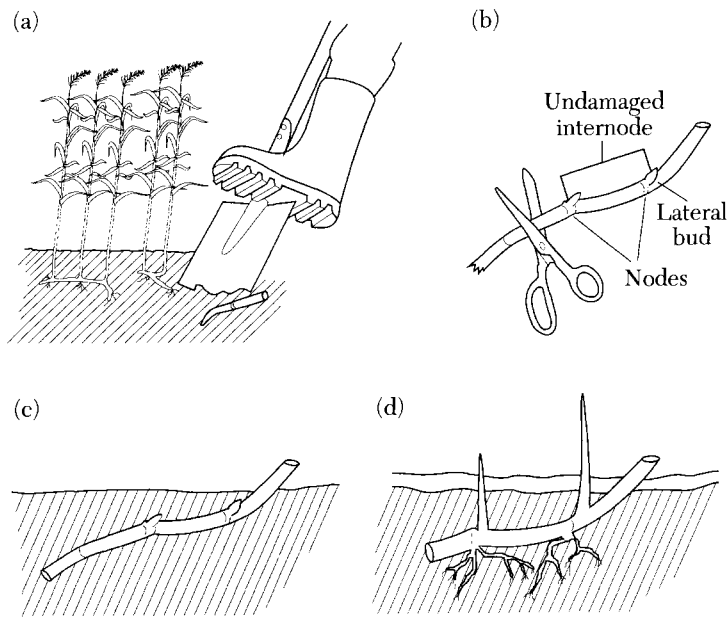 (a)
(b)
Undamaged
internode
Lateral
bud
Nodes
(c)
(d)